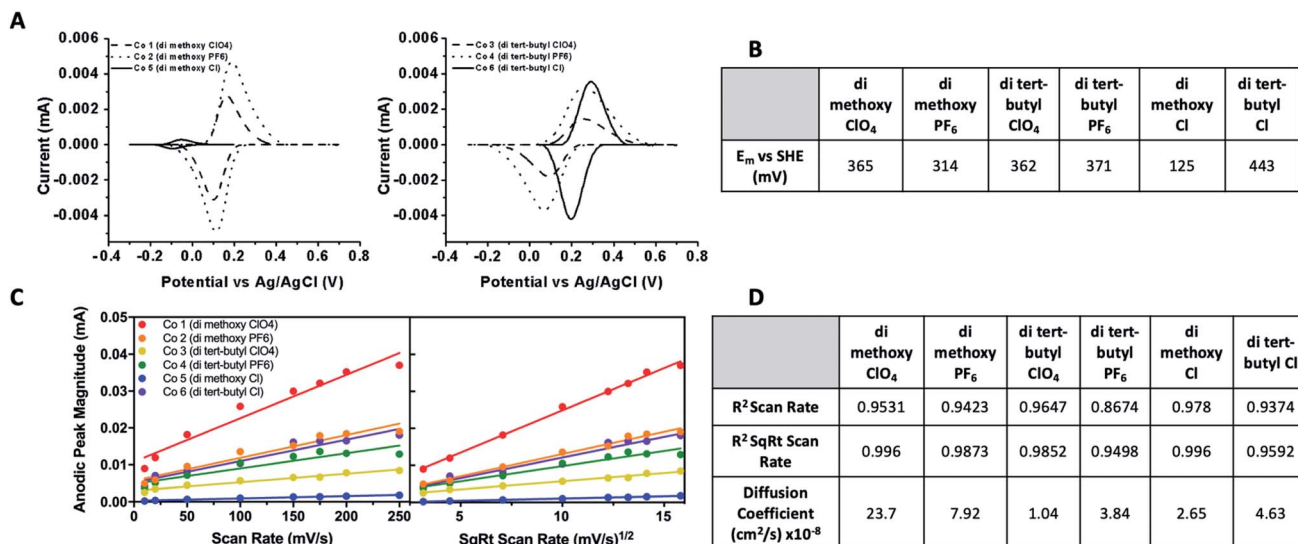 A
Co 1 (di methoxy ClO4)
Co 2 (di methoxy PF6)
Co 5 (di methoxy Cl)
0.006
0.004
0.002
0.000
-0.002
-0.004
Current (mA)
-0.4 0.0 0.4 0.8
Potential vs Ag/AgCl (V)
Co 3 (di tert-butyl ClO4)
Co 4 (di tert-butyl PF6)
Co 6 (di tert-butyl Cl)
0.006
0.004
0.002
0.000
-0.002
-0.004
Current (mA)
-0.4 0.0 0.4 0.8
Potential vs Ag/AgCl (V)
B
di methoxy ClO₄ di methoxy PF₆ di tert-butyl ClO₄ di tert-butyl PF₆ di methoxy Cl di tert-butyl Cl
Eₘ vs SHE (mV) 365 314 362 371 125 443
C
Co 1 (di methoxy ClO4)
Co 2 (di methoxy PF6)
Co 3 (di tert-butyl ClO4)
Co 4 (di tert-butyl PF6)
Co 5 (di methoxy Cl)
Co 6 (di tert-butyl Cl)
0.05
0.04
0.03
0.02
0.01
0.00
Anodic Peak Magnitude (mA)
0 50 100 150 200 250
Scan Rate (mV/s)
5 10 15
SqRt Scan Rate (mV/s)¹/²
D
di methoxy ClO₄ di methoxy PF₆ di tert-butyl ClO₄ di tert-butyl PF₆ di methoxy Cl di tert-butyl Cl
R² Scan Rate 0.9531 0.9423 0.9647 0.8674 0.978 0.9374
R² SqRt Scan Rate 0.996 0.9873 0.9852 0.9498 0.996 0.9592
Diffusion Coefficient (cm²/s) x10⁻⁸ 23.7 7.92 1.04 3.84 2.65 4.63